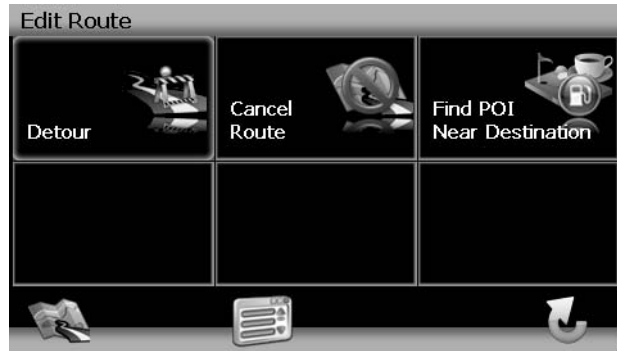 Edit Route
Detour
Cancel
Route
Find POI
Near Destination